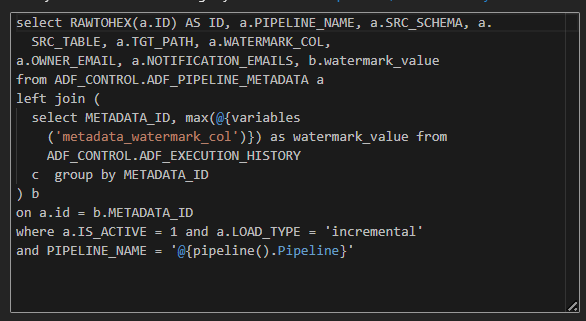 select RAWTOHEX(a.ID) AS ID, a.PIPELINE_NAME, a.SRC_SCHEMA, a.
SRC_TABLE, a.TGT_PATH, a.WATERMARK_COL,
a.OWNER_EMAIL, a.NOTIFICATION_EMAILS, b.watermark_value
from ADF_CONTROL.ADF_PIPELINE_METADATA a
left join (
select METADATA_ID, max(@{variables
('metadata_watermark_col')}) as watermark_value from
ADF_CONTROL.ADF_EXECUTION_HISTORY
c  group by METADATA_ID
) b
on a.id = b.METADATA_ID
where a.IS_ACTIVE = 1 and a.LOAD_TYPE = 'incremental'
and PIPELINE_NAME = '@{pipeline().Pipeline}'